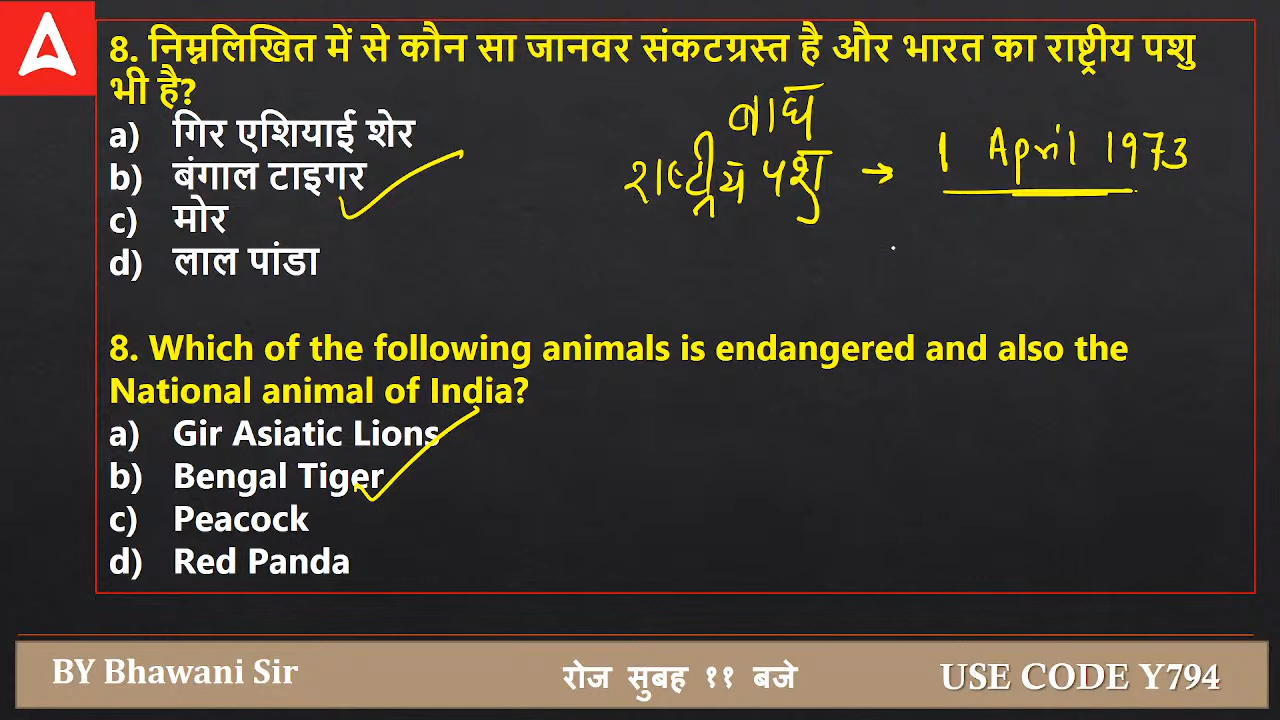 8. निम्नलिखित में से कौन सा जानवर संकटग्रस्त है और भारत का राष्ट्रीय पशु
भी है?
a) गिर एशियाई शेर
b) बंगाल टाइगर
c) मोर
d) लाल पांडा
बाघ
राष्ट्रीय पशु → 1 April 1973
8. Which of the following animals is endangered and also the
National animal of India?
a) Gir Asiatic Lions
b) Bengal Tiger
c) Peacock
d) Red Panda
BY Bhawani Sir
रोज सुबह ११ बजे
USE CODE Y794